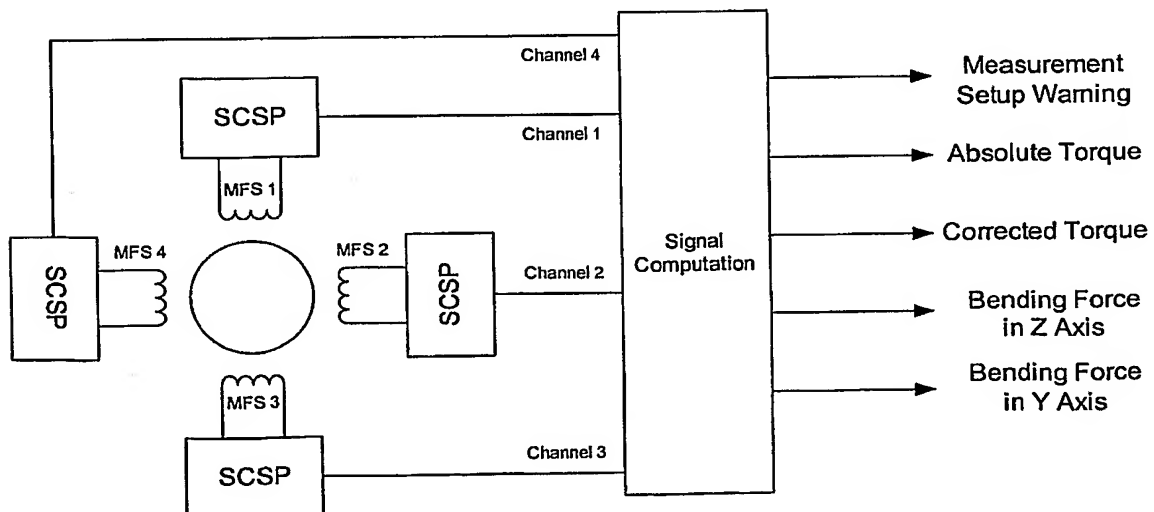 Channel 4
SCSP
Channel 1
MFS 1
MFS 4
MFS 2
SCSP
SCSP
Channel 2
MFS 3
SCSP
Channel 3
Signal
Computation
Measurement
Setup Warning
Absolute Torque
Corrected Torque
Bending Force
in Z Axis
Bending Force
in Y Axis